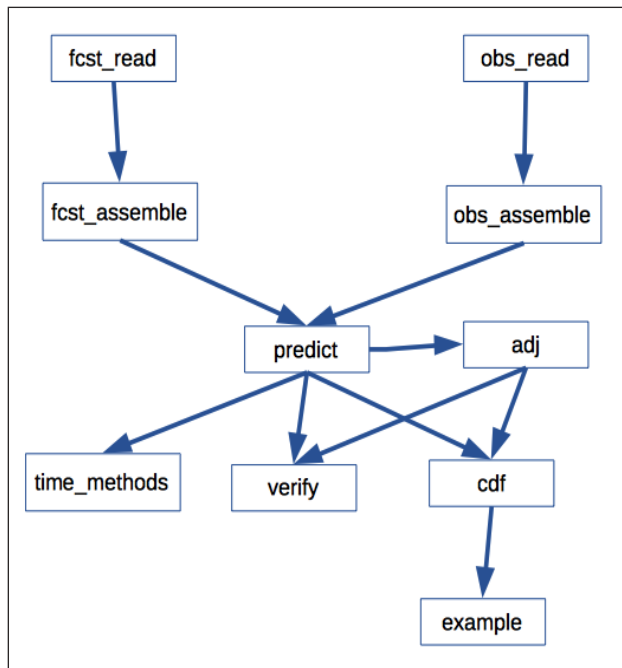 fcst_read
obs_read
fcst_assemble
obs_assemble
predict
adj
time_methods
verify
cdf
example